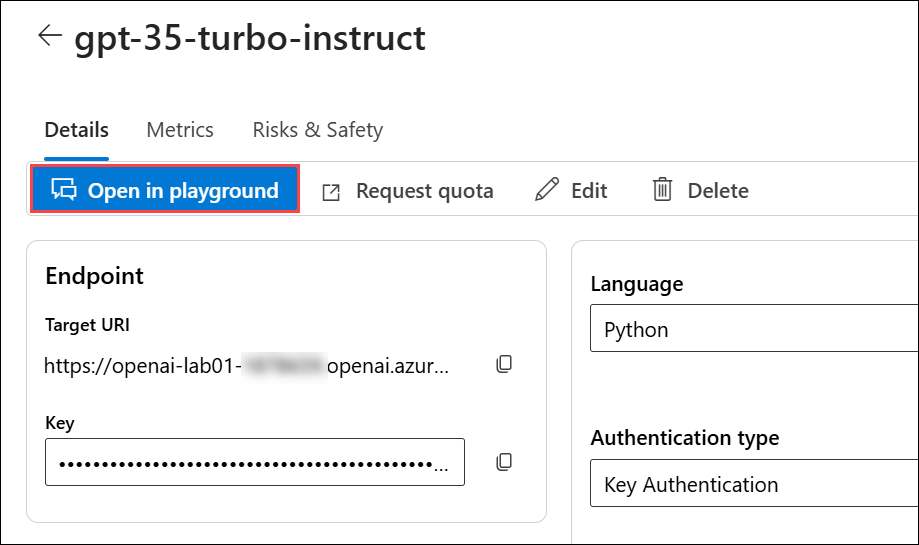 gpt-35-turbo-instruct
Details Metrics Risks & Safety
Open in playground Request quota Edit Delete
Endpoint
Target URI
https://openai-lab01- openai.azur...
Key
••••••••••••••••••••••••••••••••••••••••••••...
Language
Python
Authentication type
Key Authentication